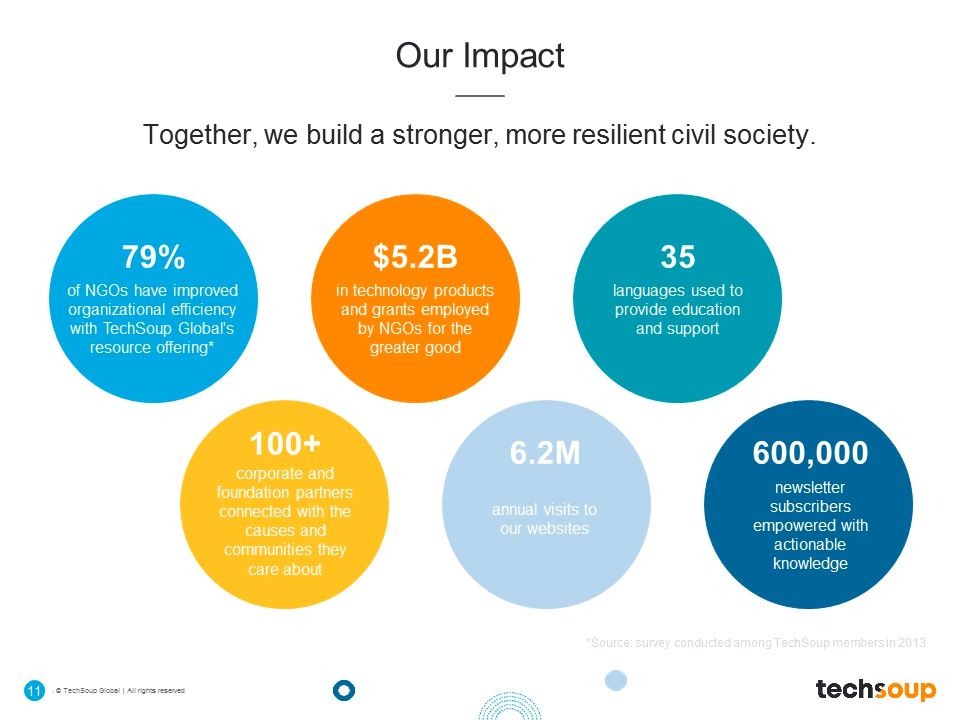 Our Impact
Together, we build a stronger, more resilient civil society.
79%
of NGOs have improved
organizational efficiency
with TechSoup Global's
resource offering*
$5.2B
in technology products
and grants employed
by NGOs for the
greater good
35
languages used to
provide education
and support
100+
corporate and
foundation partners
connected with the
causes and
communities they
care about
6.2M
annual visits to
our websites
600,000
newsletter
subscribers
empowered with
actionable
knowledge
*Source: survey conducted among TechSoup members in 2013
11 . © TechSoup Global | All rights reserved
techsoup